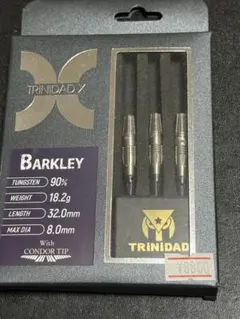 TRiNiDAD X
BARKLEY
TUNGSTEN 90%
WEIGHT 18.2g
LENGTH 32.0mm
MAX DIA 8.0mm
With
CONDOR TIP
TRiNiDAD